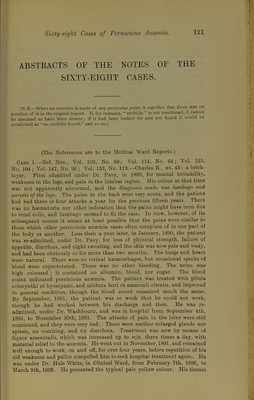 Sixty-eight Cases of Pernicious Anæmia. 121
ABSTRACTS OF THE NOTES OF THE
SIXTY-EIGHT CASES.
[N.B.—When no mention is made of any particular point, it signifies that there was no
mention of it in the original report. If, for instance, "urobilin" is not mentioned, it cannot
be assumed to have been absent; if it had been looked for and not found it would be
mentioned as "no urobilin found," and so on.]
(The References are to the Medical Ward Reports.)
Case 1.—Ref. Nos., Vol. 109, No. 69; Vol. 114, No. 64; Vol. 123,
No. 109; Vol. 147, No. 90; Vol. 153, No. 113.—Charles R., æt. 48; a brick-
layer. First admitted under Dr. Pavy, in 1889, for mental irritability,
weakness in the legs, and pain in the lumbar region. His colour at that time
was not apparently abnormal, and the diagnosis made was lumbago and
paresis of the legs. The pains in the back were very acute, and the patient
had had three or four attacks a year for the previous fifteen years. There
was no hæmaturia nor other indication that the pains might have been due
to renal colic, and lumbago seemed to fit the case. In view, however, of its
subsequent course it seems at least possible that the pains were similar to
those which other pernicious anæmia cases often complain of in one part of
the body or another. Less than a year later, in January, 1890, the patient
was re-admitted, under Dr. Pavy, for loss of physical strength, failure of
appetite, diarrhœa, and night sweating, and the skin was now pale and waxy,
and had been obviously so for more than two months. The lungs and heart
were natural. There were no retinal hæmorrhages, but occasional specks of
blood were expectorated. There was no other bleeding. The urine was
high coloured; it contained no albumin, blood, nor sugar. The blood
count indicated pernicious anæmia. The patient was treated with pilula
colocynthi et hyoscyami, and mistura ferri et ammonii citratis, and improved
in general condition, though the blood count remained much the same.
By September, 1891, the patient was so weak that he could not work,
though he had worked between his discharge and then. He was re-
admitted, under Dr. Washbourn, and was in hospital from September 4th,
1891, to November 30th, 1891. The attacks of pain in the loins were still
continued, and they were very bad. There were neither enlarged glands nor
spleen, no vomiting, and no diarrhœa. Treatment was now by means of
liquor arsenicalis, which was increased up to ♏x. three times a day, with
material relief to the anæmia. He went out in November, 1891, and remained
well enough to work, on and off, for over four years, before repetition of his
old weakness and pallor compelled him to seek hospital treatment again. He
was under Dr. Hale White, in Clinical Ward, from February 7th, 1896, to
March 9th, 1896. He presented the typical pale yellow colour. His tissues